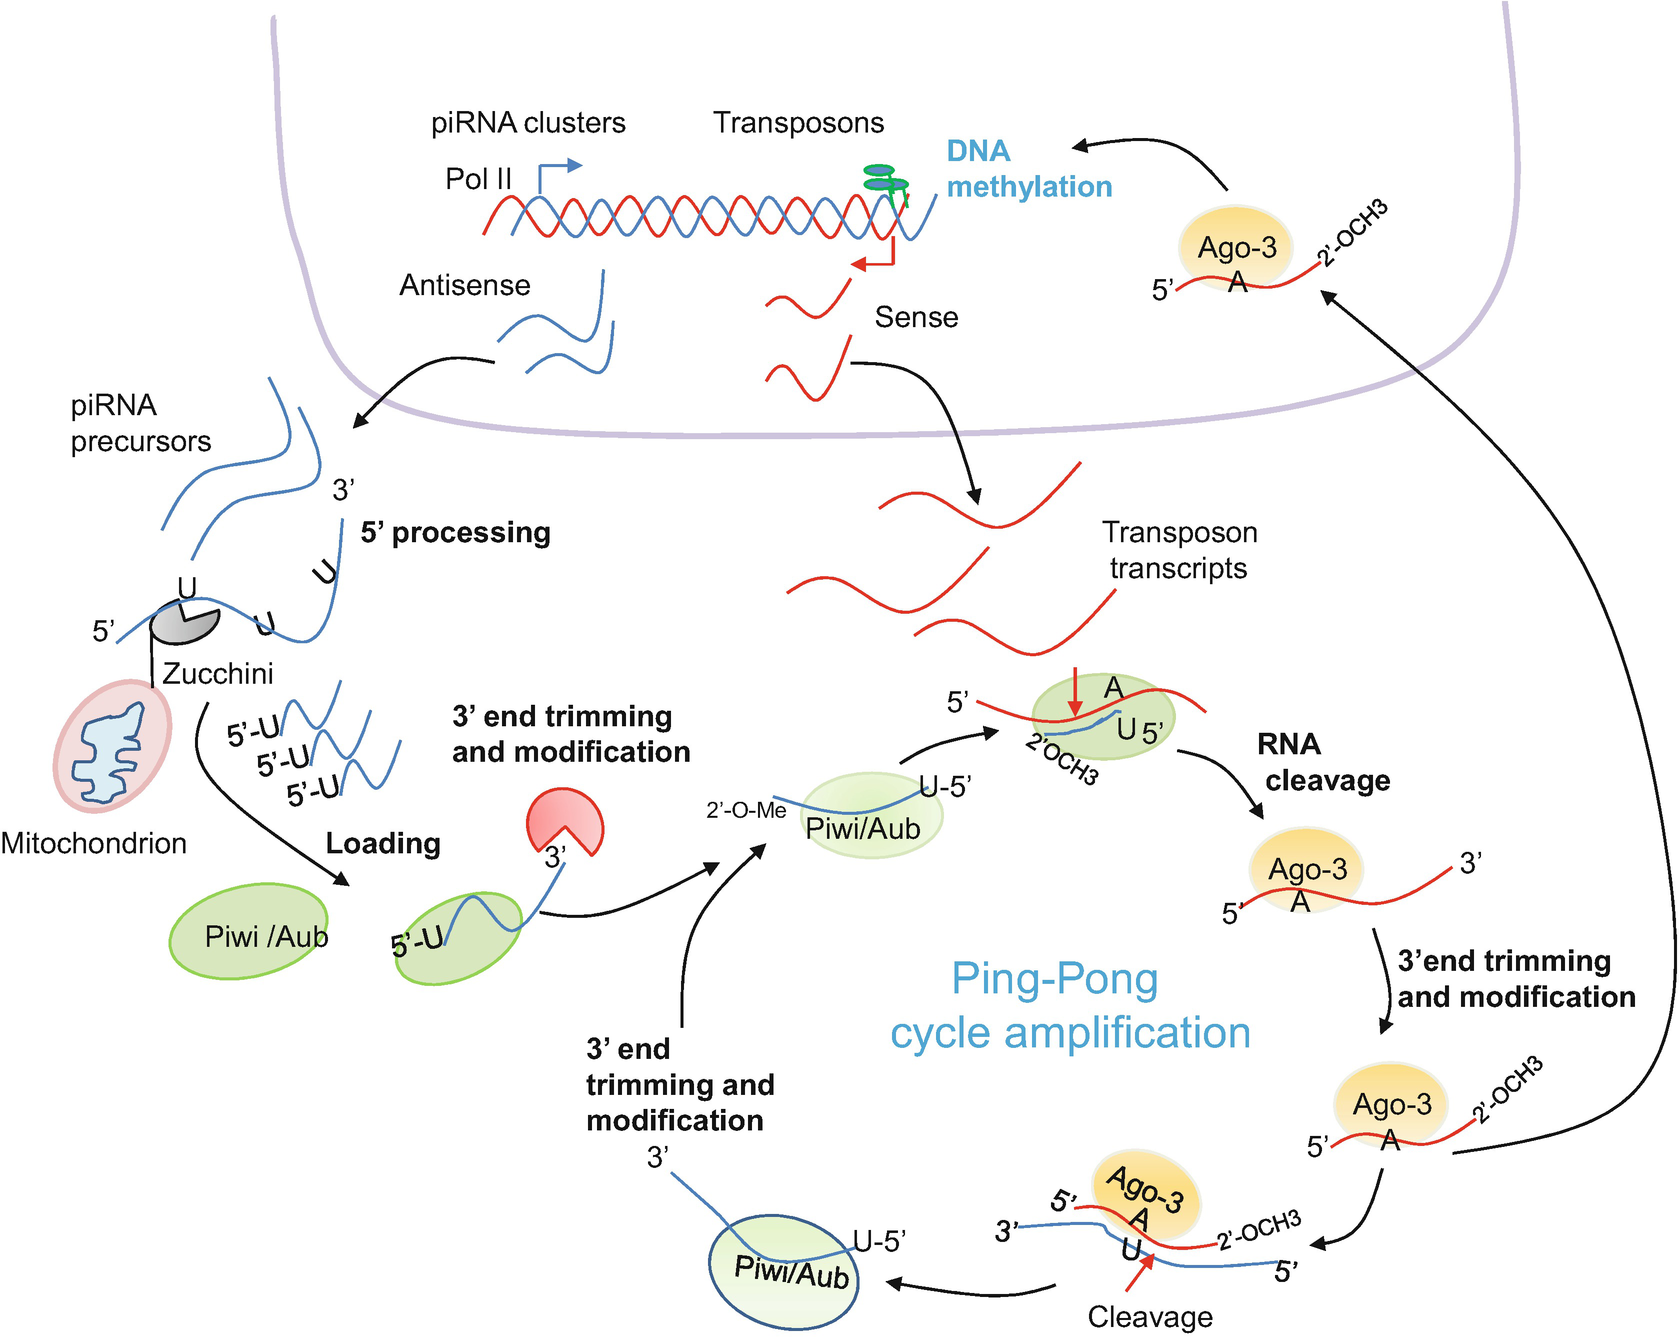 piRNA clusters
Transposons
Pol II
DNA
methylation
Ago-3
A
5’
2’-OCH3
Antisense
Sense
piRNA
precursors
3’
5’ processing
U
U
U
5’
Zucchini
Mitochondrion
5’-U
5’-U
5’-U
Loading
Piwi /Aub
3’ end trimming
and modification
3’
5’-U
Transposon
transcripts
5’
A
U 5’
2’OCH3
2’-O-Me
U-5’
Piwi/Aub
RNA
cleavage
Ago-3
A
5’
3’
3’end trimming
and modification
Ping-Pong
cycle amplification
Ago-3
A
5’
2’-OCH3
3’ end
trimming and
modification
3’
U-5’
Piwi/Aub
Ago-3
5’
A
3’
U
2’-OCH3
5’
Cleavage